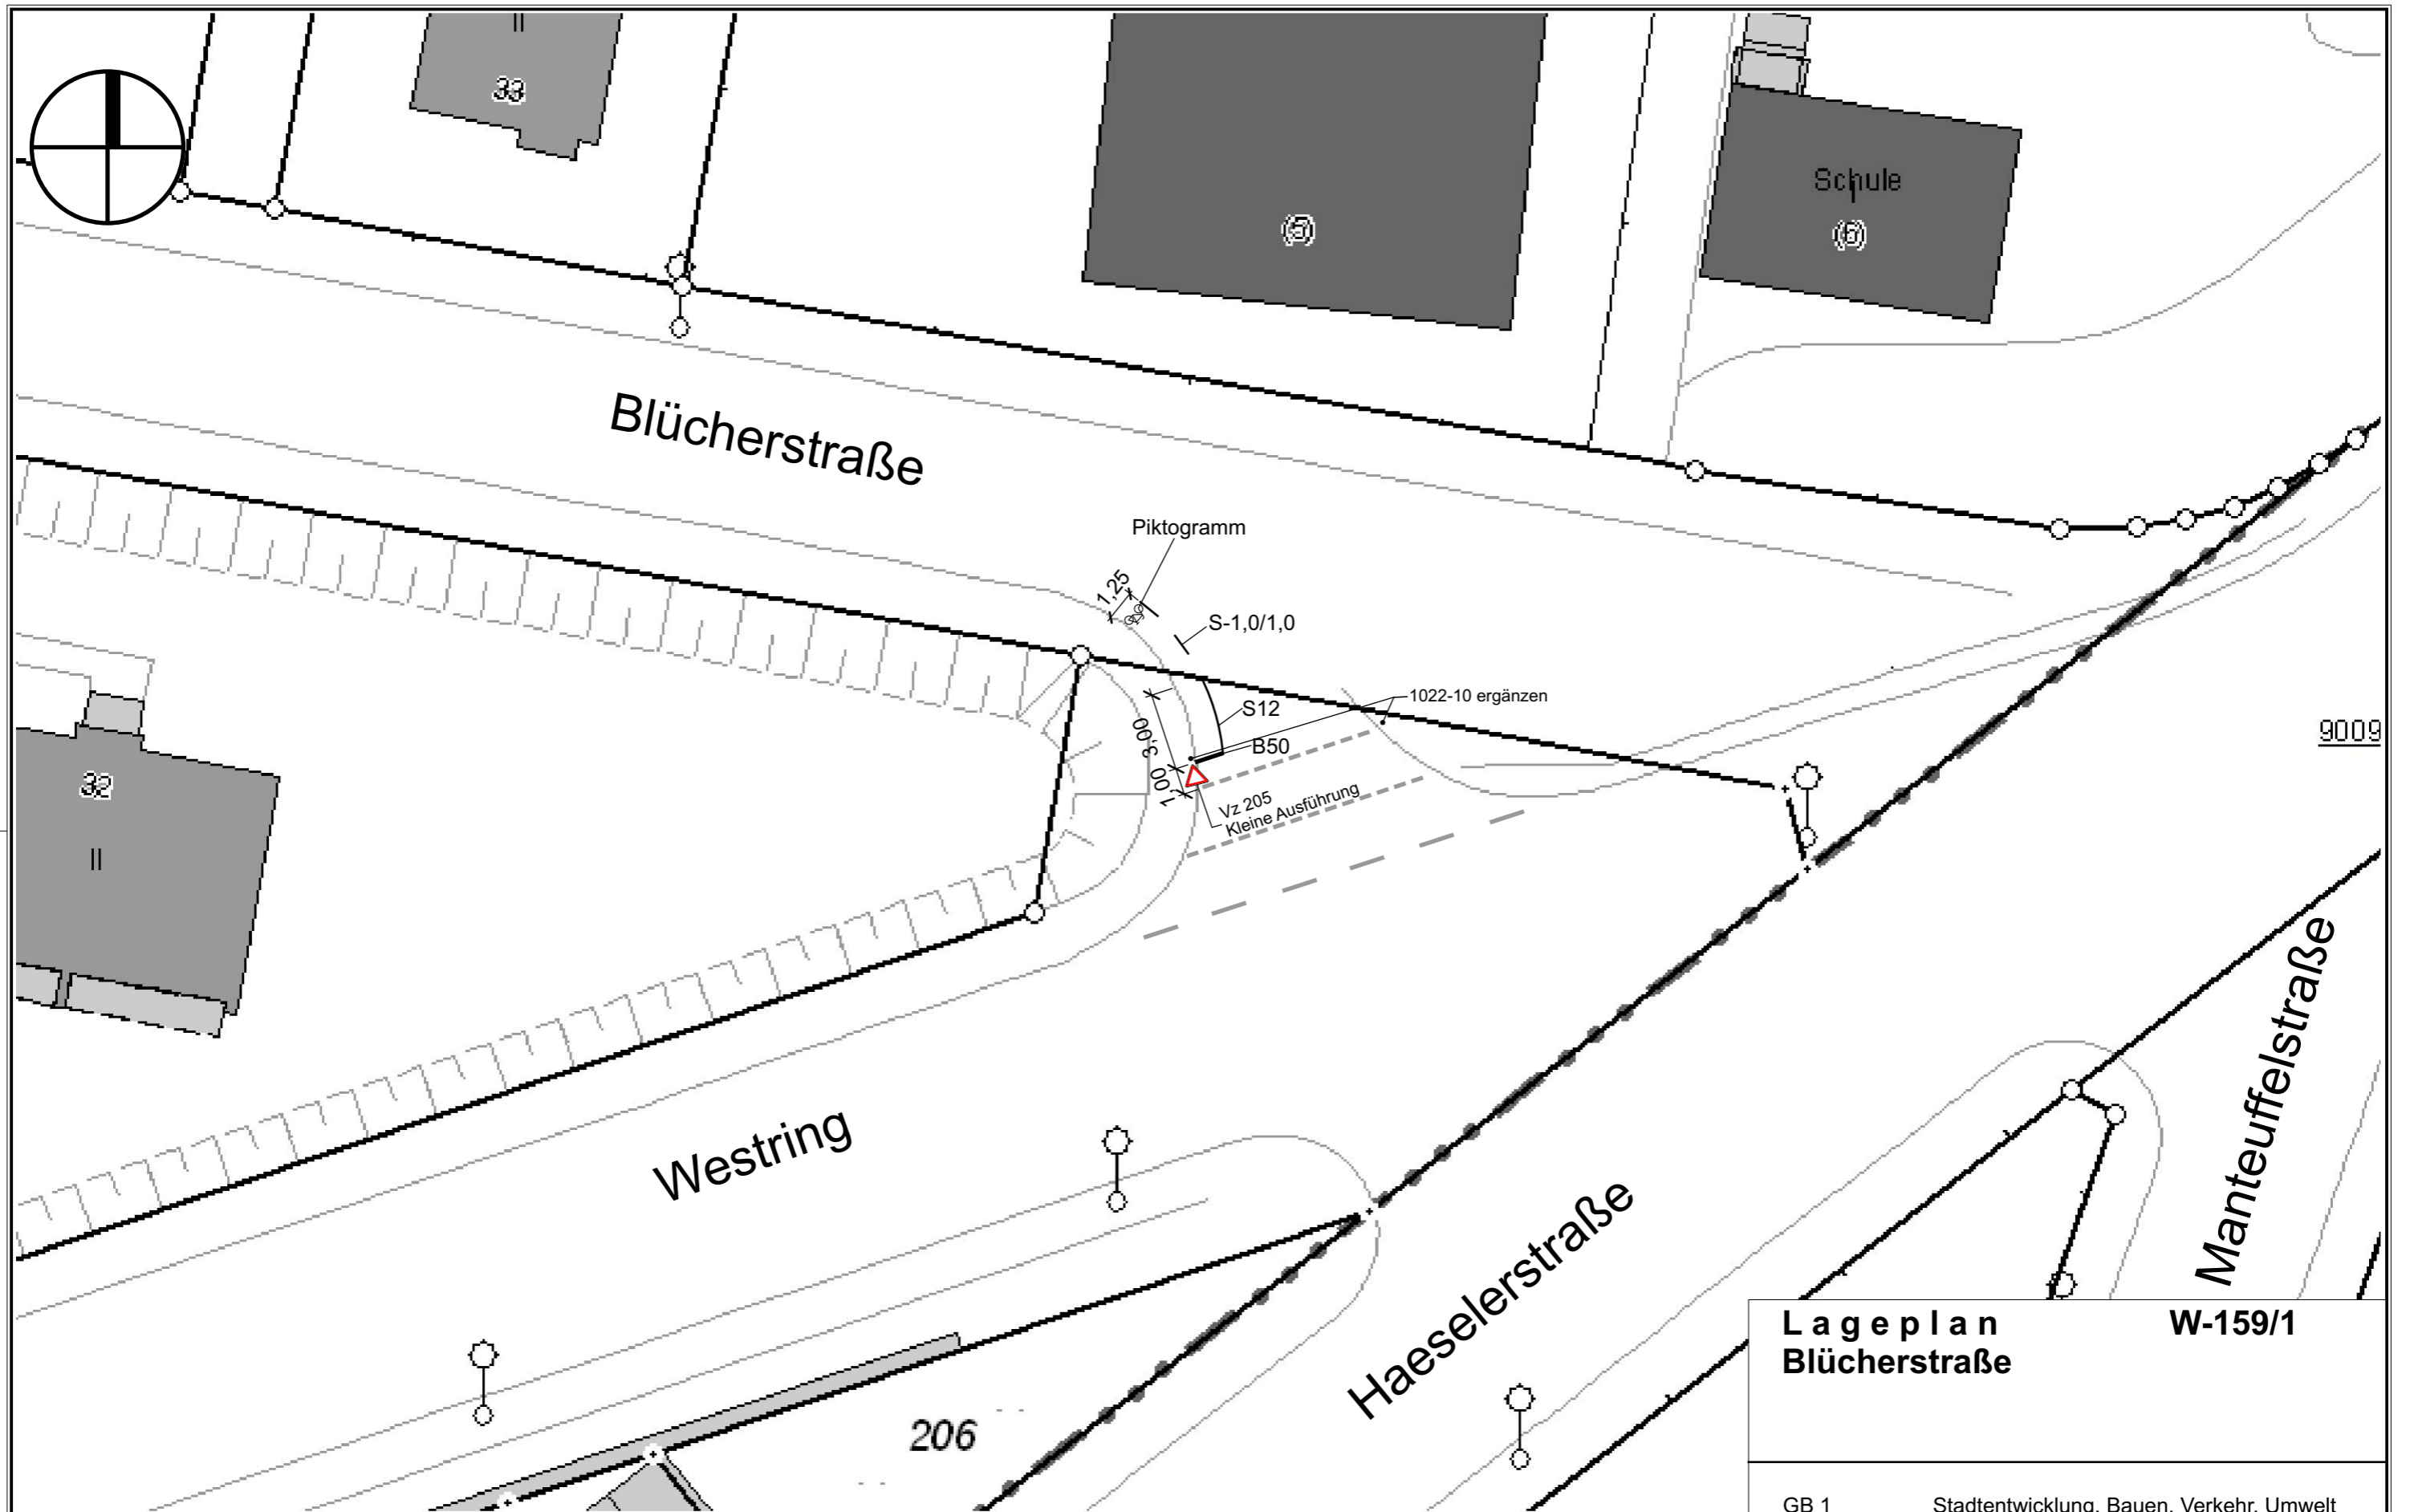 II
33
(5)
Schule
(6)
Blücherstraße
Piktogramm
1,25
S-1,0/1,0
1022-10 ergänzen
S12
3,00
B50
1,00
Vz 205
Kleine Ausführung
9009
32
II
Westring
Haeselerstraße
Manteuffelstraße
206
Lageplan W-159/1
Blücherstraße
GB 1 Stadtentwicklung, Bauen, Verkehr, Umwelt